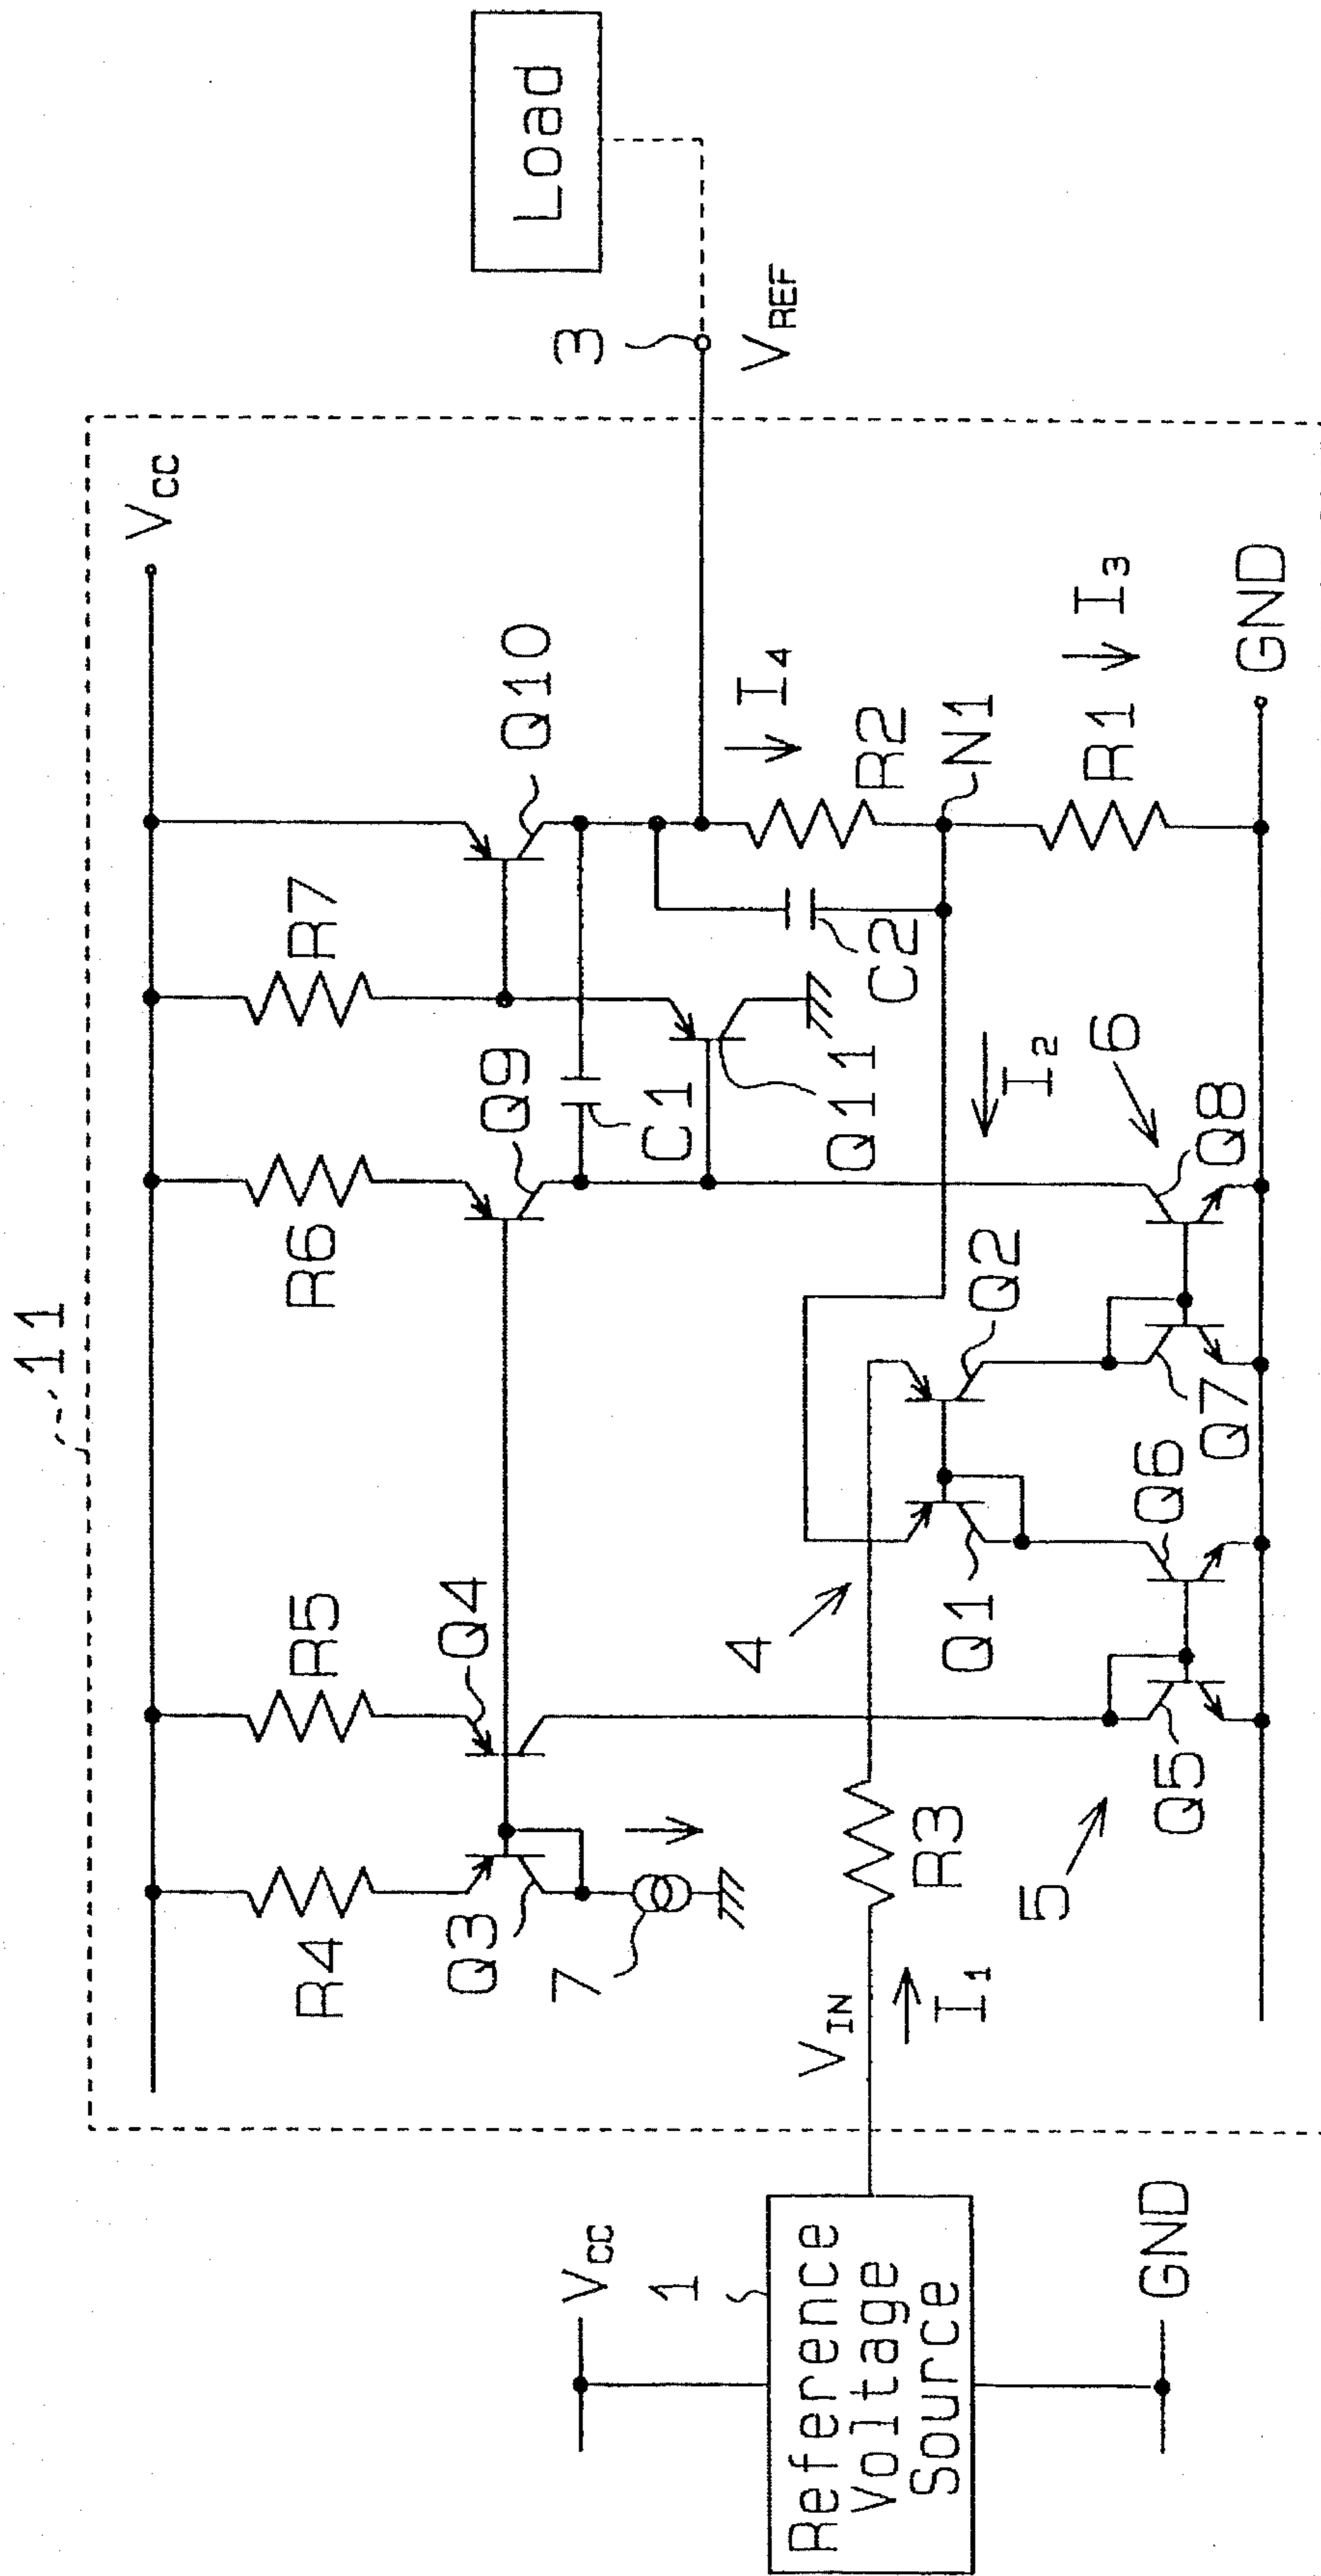 11
VCC
R4
R5
R6
R7
Q3
Q4
Q9
Q10
7
C1
Q11
C2
3
VREF
Load
I4
R2
N1
I2
I3
R1
6
4
Q1
Q2
Q8
Q7
Q6
Q5
5
R3
VIN
I1
GND
VCC
1
Reference
Voltage
Source
GND